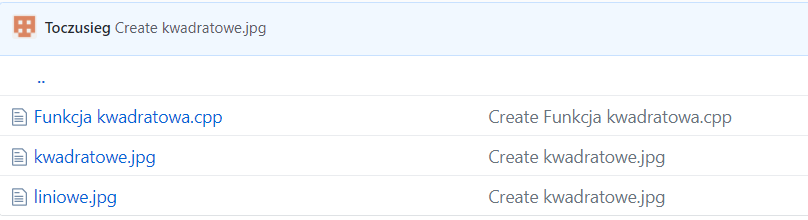 Toczusieg Create kwadratowe.jpg
..
Funkcja kwadratowa.cpp Create Funkcja kwadratowa.cpp
kwadratowe.jpg Create kwadratowe.jpg
liniowe.jpg Create kwadratowe.jpg